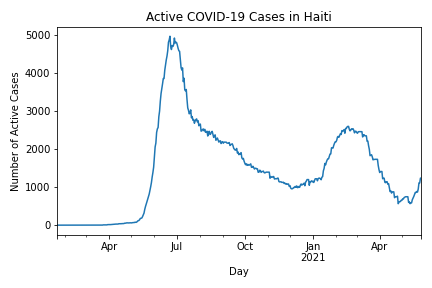 Active COVID-19 Cases in Haiti
5000
4000
3000
2000
1000
0
Number of Active Cases
Apr Jul Oct Jan Apr
2021
Day